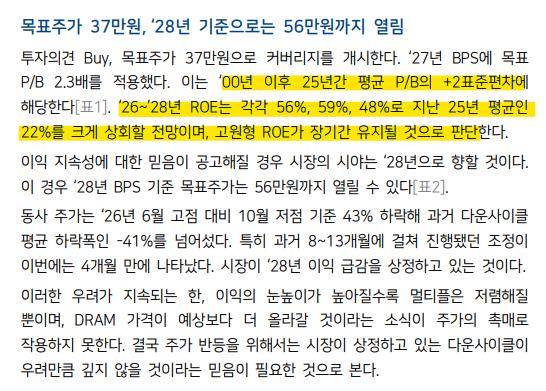 목표주가 37만원, ‘28년 기준으로는 56만원까지 열림
투자의견 Buy, 목표주가 37만원으로 커버리지를 개시한다. ‘27년 BPS에 목표
P/B 2.3배를 적용했다. 이는 ‘00년 이후 25년간 평균 P/B의 +2표준편차에
해당한다[표1]. ‘26~‘28년 ROE는 각각 56%, 59%, 48%로 지난 25년 평균인
22%를 크게 상회할 전망이며, 고원형 ROE가 장기간 유지될 것으로 판단한다.
이익 지속성에 대한 믿음이 공고해질 경우 시장의 시야는 ‘28년으로 향할 것이다.
이 경우 ‘28년 BPS 기준 목표주가는 56만원까지 열릴 수 있다[표2].
동사 주가는 ‘26년 6월 고점 대비 10월 저점 기준 43% 하락해 과거 다운사이클
평균 하락폭인 -41%를 넘어섰다. 특히 과거 8~13개월에 걸쳐 진행됐던 조정이
이번에는 4개월 만에 나타났다. 시장이 ‘28년 이익 급감을 상정하고 있는 것이다.
이러한 우려가 지속되는 한, 이익의 눈높이가 높아질수록 멀티플은 저렴해질
뿐이며, DRAM 가격이 예상보다 더 올라갈 것이라는 소식이 주가의 촉매로
작용하지 못한다. 결국 주가 반등을 위해서는 시장이 상정하고 있는 다운사이클이
우려만큼 깊지 않을 것이라는 믿음이 필요한 것으로 본다.